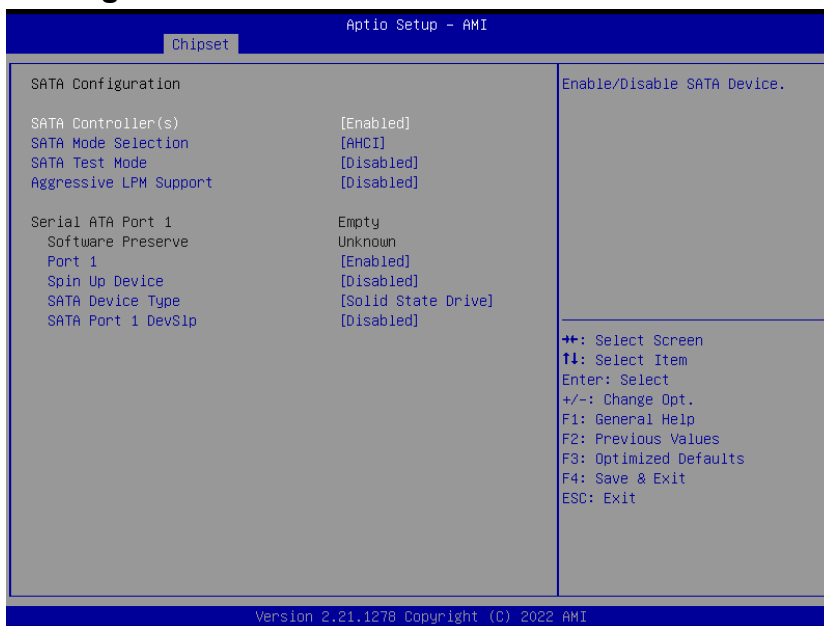 Aptio Setup – AMI
Chipset
SATA Configuration
SATA Controller(s) [Enabled]
SATA Mode Selection [AHCI]
SATA Test Mode [Disabled]
Aggressive LPM Support [Disabled]
Serial ATA Port 1 Empty
Software Preserve Unknown
Port 1 [Enabled]
Spin Up Device [Disabled]
SATA Device Type [Solid State Drive]
SATA Port 1 DevSlp [Disabled]
Enable/Disable SATA Device.
→←: Select Screen
↑↓: Select Item
Enter: Select
+/-: Change Opt.
F1: General Help
F2: Previous Values
F3: Optimized Defaults
F4: Save & Exit
ESC: Exit
Version 2.21.1278 Copyright (C) 2022 AMI